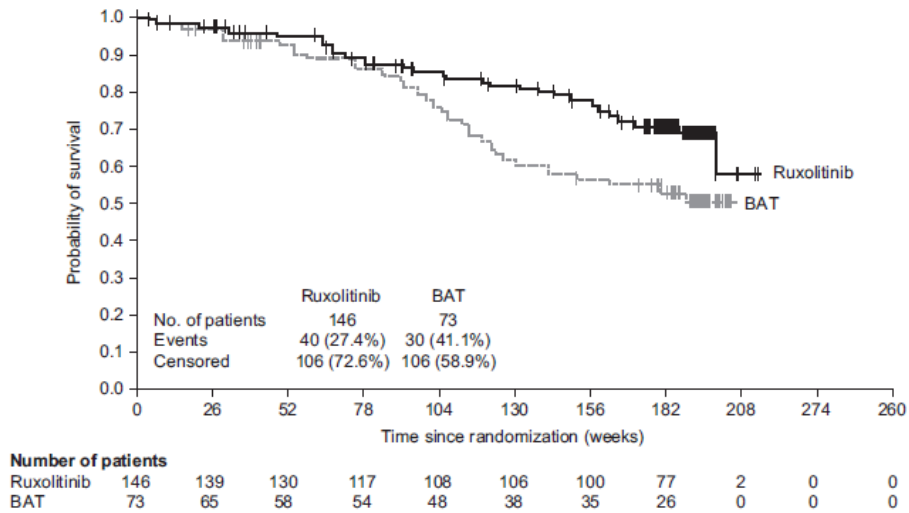 1.0
0.9
0.8
0.7
0.6
0.5
0.4
0.3
0.2
0.1
0.0
Probability of survival
Ruxolitinib
BAT
Ruxolitinib BAT
No. of patients 146 73
Events 40 (27.4%) 30 (41.1%)
Censored 106 (72.6%) 106 (58.9%)
0 26 52 78 104 130 156 182 208 274 260
Time since randomization (weeks)
Number of patients
Ruxolitinib 146 139 130 117 108 106 100 77 2 0 0
BAT 73 65 58 54 48 38 35 26 0 0 0